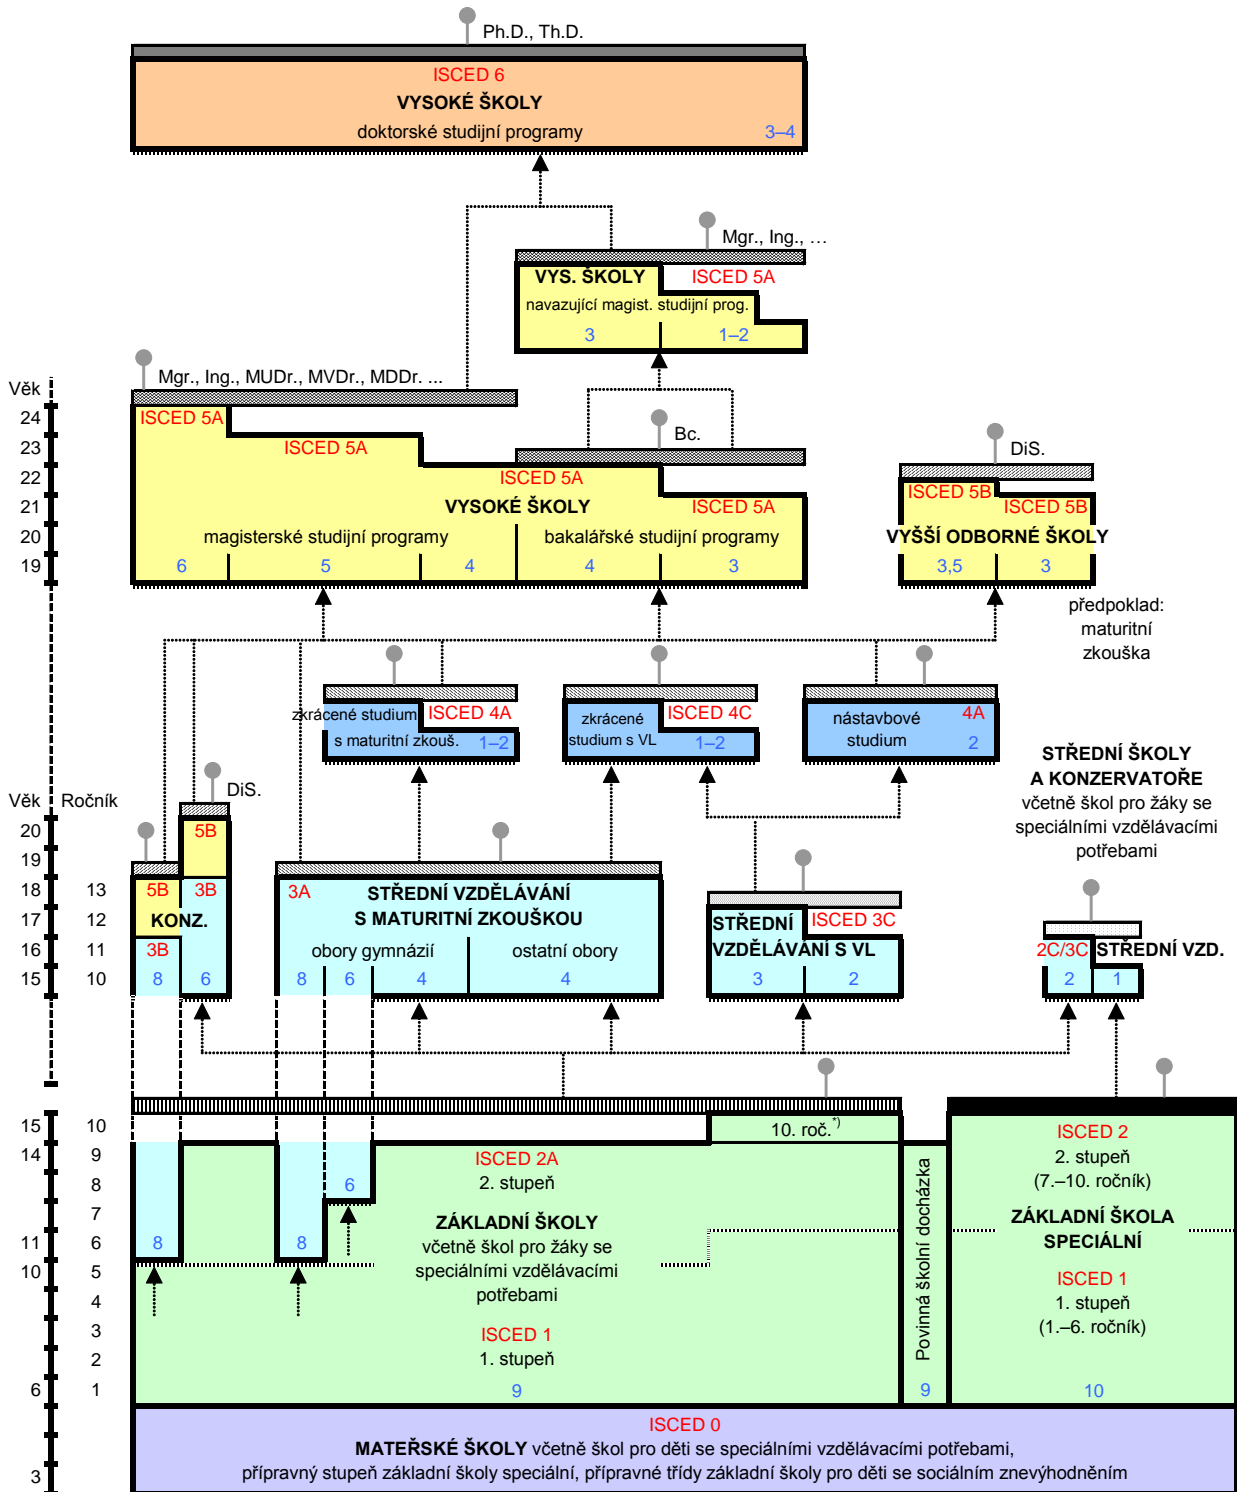 Ph.D., Th.D.
ISCED 6
VYSOKÉ ŠKOLY
doktorské studijní programy
3–4
Mgr., Ing., …
VYS. ŠKOLY
ISCED 5A
navazující magist. studijní prog.
3
1–2
Mgr., Ing., MUDr., MVDr., MDDr. ...
Věk
24
23
22
21
20
19
ISCED 5A
ISCED 5A
Bc.
ISCED 5A
ISCED 5A
VYSOKÉ ŠKOLY
magisterské studijní programy
bakalářské studijní programy
6
5
4
4
3
DiS.
ISCED 5B
ISCED 5B
VYŠŠÍ ODBORNÉ ŠKOLY
3,5
3
předpoklad:
maturitní
zkouška
zkrácené studium
ISCED 4A
s maturitní zkouš.
1–2
zkrácené
ISCED 4C
studium s VL
1–2
nástavbové
4A
studium
2
STŘEDNÍ ŠKOLY
A KONZERVATOŘE
včetně škol pro žáky se
speciálními vzdělávacími
potřebami
Věk
Ročník
20
19
18
13
17
12
16
11
15
10
DiS.
5B
5B
3B
KONZ.
3B
8
6
3A
STŘEDNÍ VZDĚLÁVÁNÍ
S MATURITNÍ ZKOUŠKOU
obory gymnázií
ostatní obory
8
6
4
4
STŘEDNÍ
ISCED 3C
VZDĚLÁVÁNÍ S VL
3
2
2C/3C
STŘEDNÍ VZD.
2
1
15
10
14
9
8
7
11
6
10
5
4
3
2
6
1
3
10. roč.*)
ISCED 2A
2. stupeň
6
8
8
ZÁKLADNÍ ŠKOLY
včetně škol pro žáky se
speciálními vzdělávacími
potřebami
ISCED 1
1. stupeň
9
Povinná školní docházka
9
ISCED 2
2. stupeň
(7.–10. ročník)
ZÁKLADNÍ ŠKOLA
SPECIÁLNÍ
ISCED 1
1. stupeň
(1.–6. ročník)
10
ISCED 0
MATEŘSKÉ ŠKOLY včetně škol pro děti se speciálními vzdělávacími potřebami,
přípravný stupeň základní školy speciální, přípravné třídy základní školy pro děti se sociálním znevýhodněním